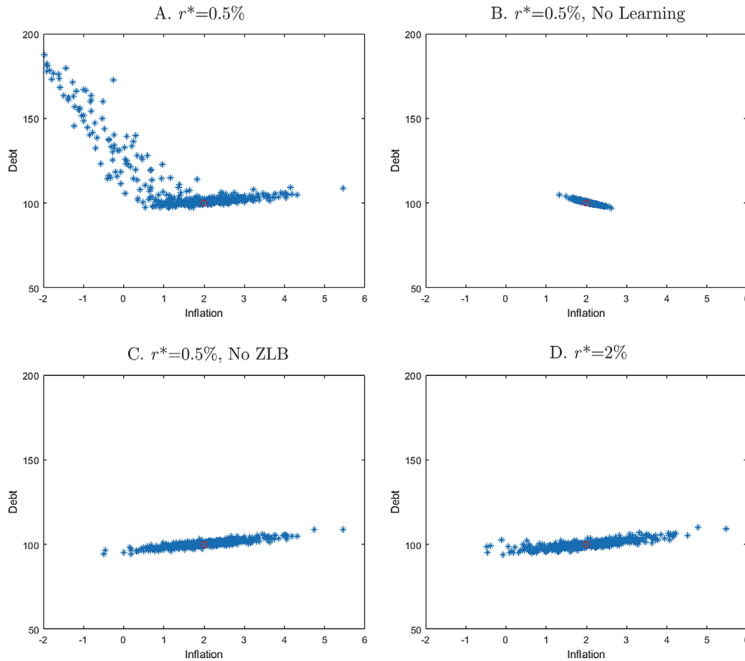 A. r*=0.5%
200
150
100
50
Debt
-2 -1 0 1 2 3 4 5 6
Inflation
B. r*=0.5%, No Learning
200
150
100
50
Debt
-2 -1 0 1 2 3 4 5 6
Inflation
C. r*=0.5%, No ZLB
200
150
100
50
Debt
-2 -1 0 1 2 3 4 5 6
Inflation
D. r*=2%
200
150
100
50
Debt
-2 -1 0 1 2 3 4 5 6
Inflation